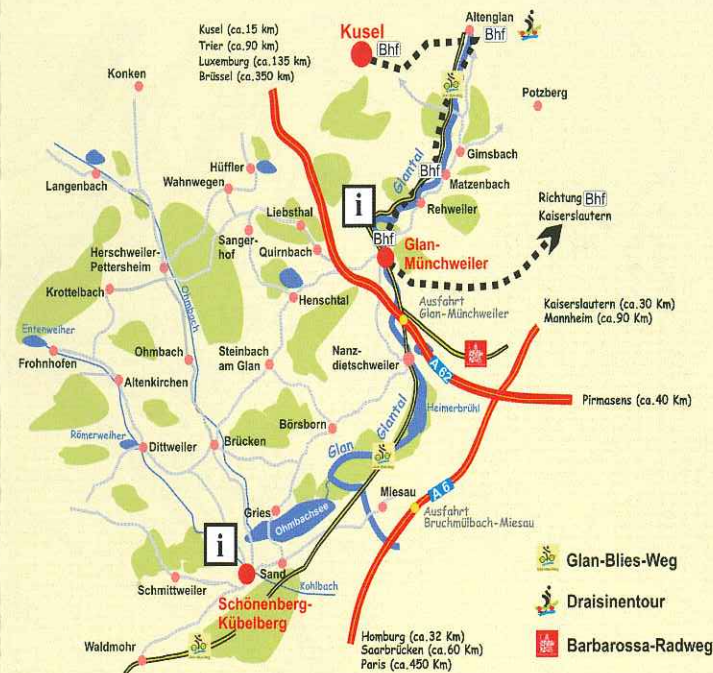 Kusel (ca.15 km)
Trier (ca.90 km)
Luxemburg (ca.135 km)
Brüssel (ca.350 km)
Kusel
Bhf
Altenglan
Bhf
Konken
Potzberg
Gimsbach
Bhf
Matzenbach
Glantal
Rehweiler
Langenbach
Hüffler
Wahnwegen
Liebsthal
i
Richtung Bhf
Kaiserslautern
Sanger-
hof
Quirnbach
Bhf
Glan-
Münchweiler
Herschweiler-
Pettersheim
Krottelbach
Ohmbach
Henschtal
Ausfahrt
Glan-Münchweiler
Kaiserslautern (ca.30 Km)
Mannheim (ca.90 Km)
Entenweiher
Frohnhofen
Ohmbach
Steinbach
am Glan
Nanz-
dietschweiler
A 62
Altenkirchen
Pirmasens (ca.40 Km)
Heimerbrühl
Börsborn
Glantal
Römerweiher
Dittweiler
Brücken
Glan
Miesau
A 6
Gries
Ohmbachsee
Ausfahrt
Bruchmülbach-Miesau
i
Sand
Kohlbach
Schmittweiler
Schönenberg-
Kübelberg
Waldmohr
Homburg (ca.32 Km)
Saarbrücken (ca.60 Km)
Paris (ca.450 Km)
Glan-Blies-Weg
Draisinentour
Barbarossa-Radweg